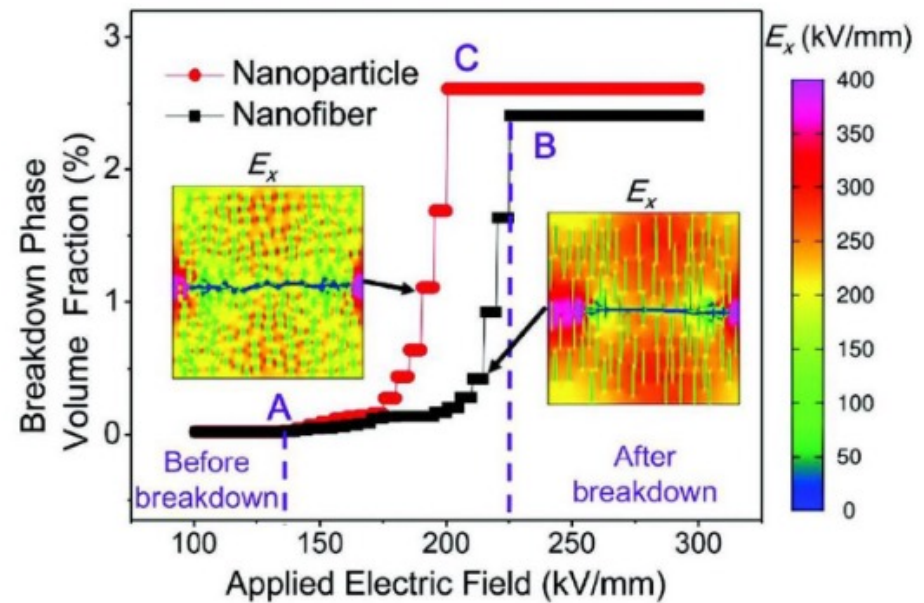 3
2
1
0
Breakdown Phase
Volume Fraction (%)
Nanoparticle
Nanofiber
C
B
A
Eₓ
Eₓ
Before
breakdown
After
breakdown
100
150
200
250
300
Applied Electric Field (kV/mm)
Eₓ (kV/mm)
400
350
300
250
200
150
100
50
0